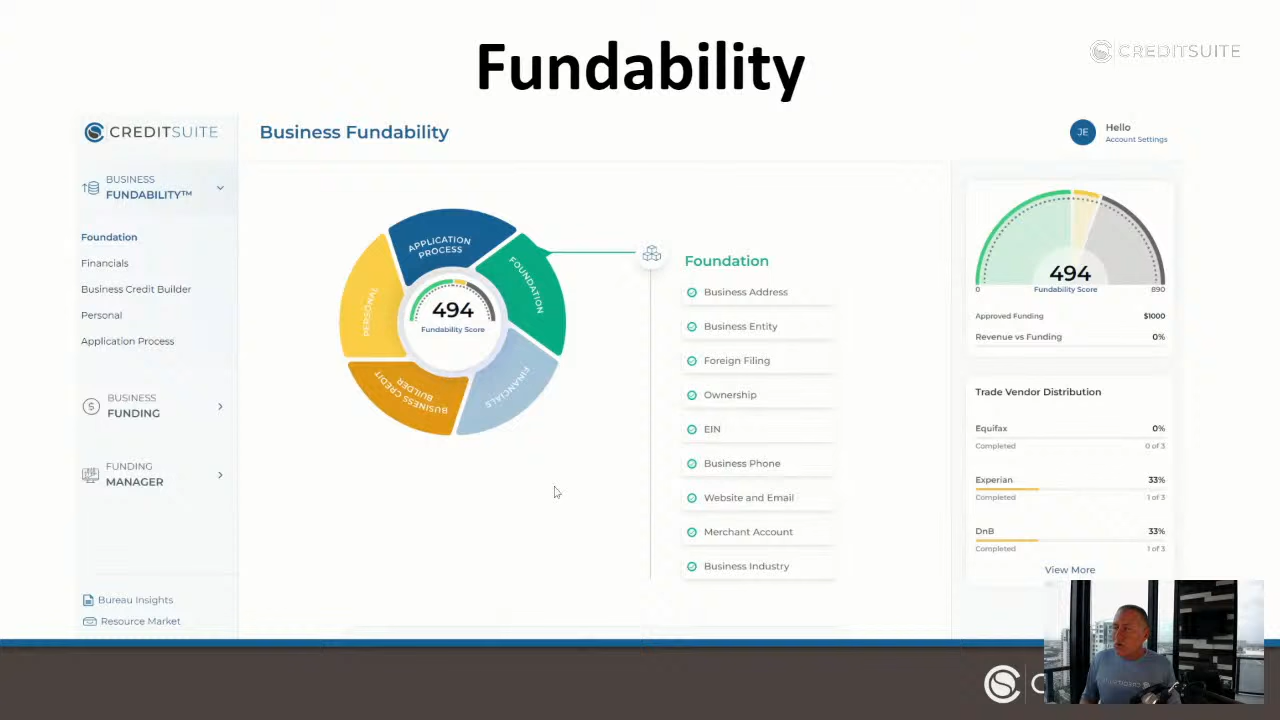 Fundability
CREDITSUITE
CREDITSUITE
Business Fundability
JE
Hello
Account Settings
BUSINESS
FUNDABILITY™
Foundation
Financials
Business Credit Builder
Personal
Application Process
BUSINESS
FUNDING
FUNDING
MANAGER
Bureau Insights
Resource Market
APPLICATION
PROCESS
FOUNDATION
FINANCIALS
BUSINESS CREDIT
BUILDER
PERSONAL
494
Fundability Score
Foundation
Business Address
Business Entity
Foreign Filing
Ownership
EIN
Business Phone
Website and Email
Merchant Account
Business Industry
494
0 Fundability Score 890
Approved Funding $1000
Revenue vs Funding 0%
Trade Vendor Distribution
Equifax 0%
Completed 0 of 3
Experian 33%
Completed 1 of 3
DnB 33%
Completed 1 of 3
View More